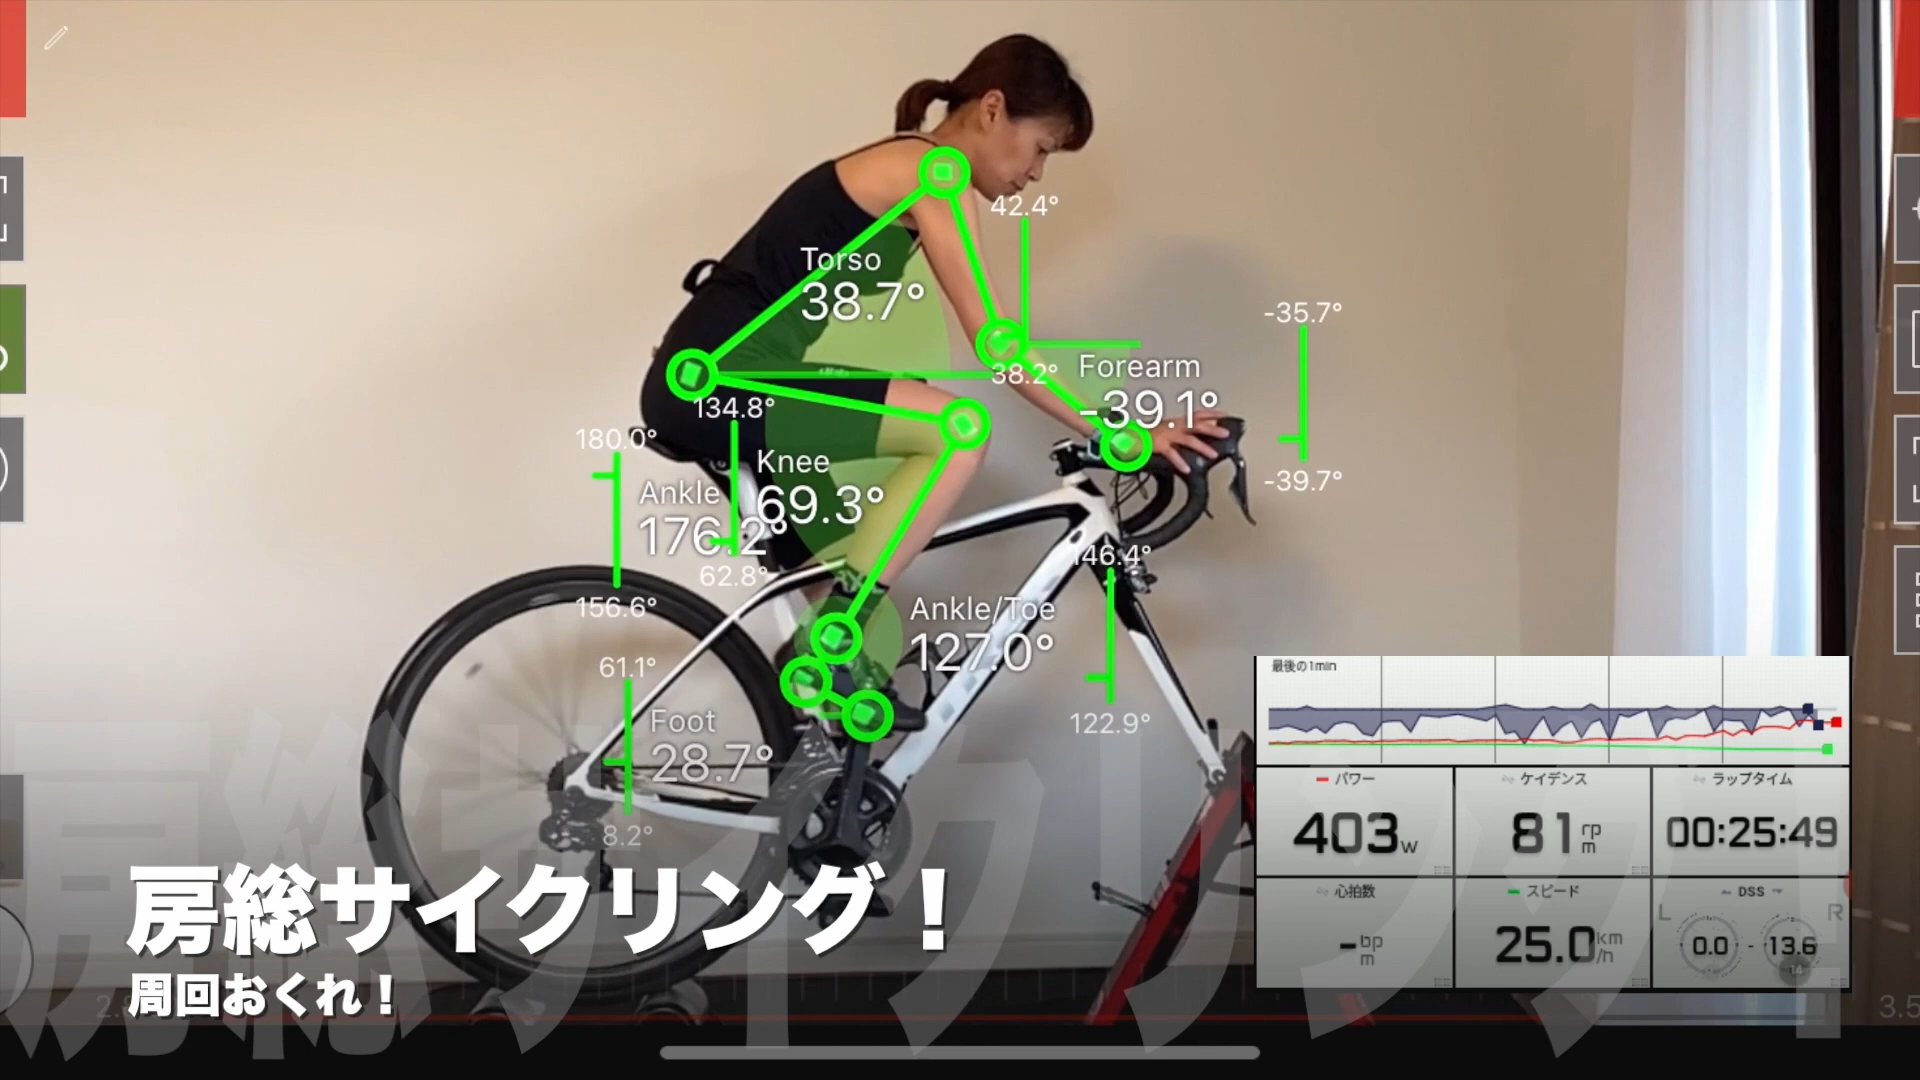 42.4°
Torso
38.7°
-35.7°
38.2°
Forearm
-39.1°
134.8°
180.0°
Knee
69.3°
-39.7°
Ankle
176.2°
146.4°
62.8°
156.6°
Ankle/Toe
127.0°
61.1°
Foot
28.7°
122.9°
8.2°
最後の1min
パワー
403w
ケイデンス
81rpm
ラップタイム
00:25:49
心拍数
-bpm
スピード
25.0km/h
DSS
L
R
0.0 - 13.6
14
房総サイクリング！
周回おくれ！
3.5